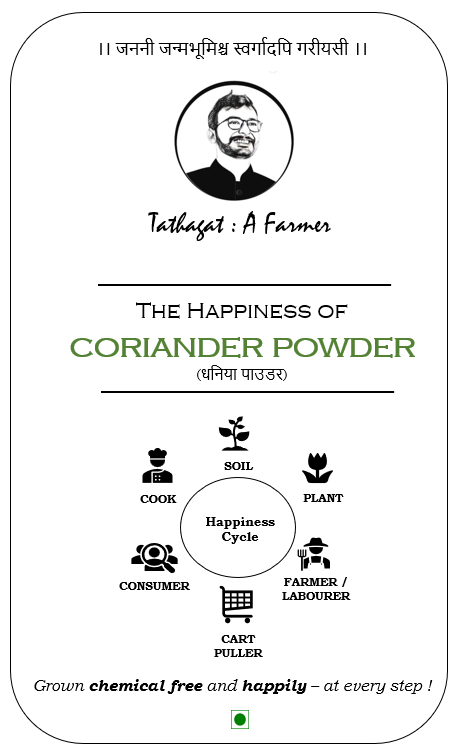 ।। जननी जन्मभूमिश्च स्वर्गादपि गरीयसी ।।
Tathagat : A Farmer
THE HAPPINESS OF
CORIANDER POWDER
(धनिया पाउडर)
SOIL
COOK
PLANT
Happiness
Cycle
CONSUMER
FARMER /
LABOURER
CART
PULLER
Grown chemical free and happily – at every step !